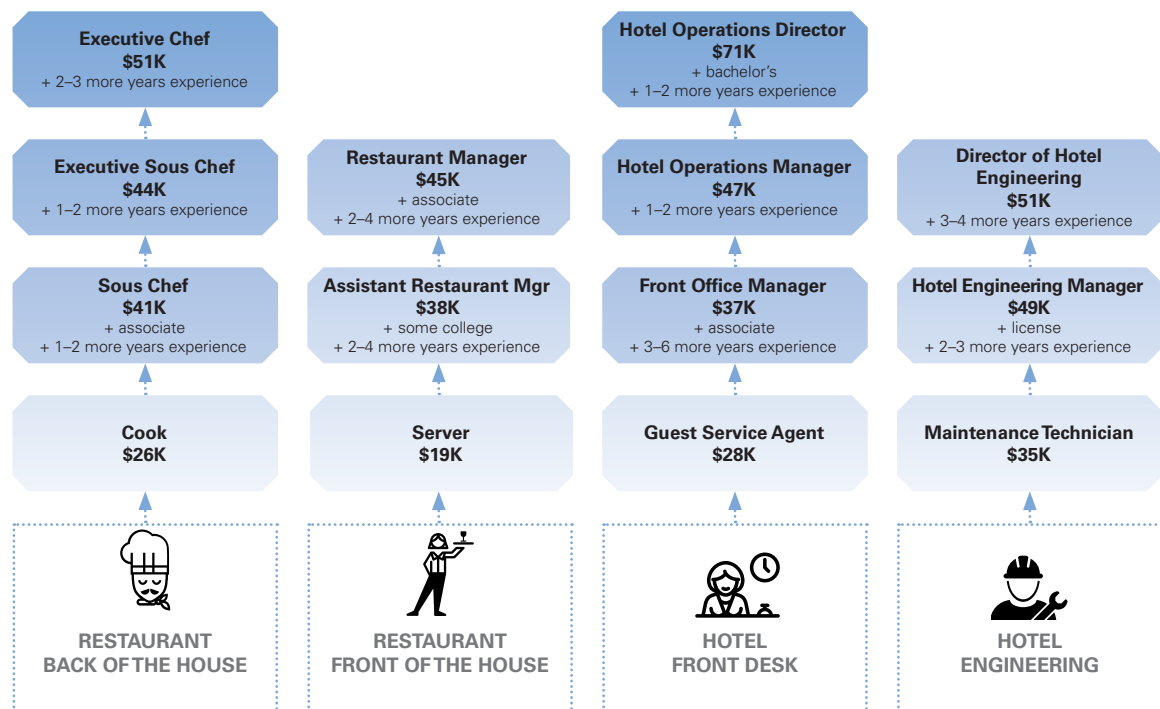 Executive Chef
$51K
+ 2–3 more years experience
Executive Sous Chef
$44K
+ 1–2 more years experience
Sous Chef
$41K
+ associate
+ 1–2 more years experience
Cook
$26K
RESTAURANT
BACK OF THE HOUSE
Restaurant Manager
$45K
+ associate
+ 2–4 more years experience
Assistant Restaurant Mgr
$38K
+ some college
+ 2–4 more years experience
Server
$19K
RESTAURANT
FRONT OF THE HOUSE
Hotel Operations Director
$71K
+ bachelor's
+ 1–2 more years experience
Hotel Operations Manager
$47K
+ 1–2 more years experience
Front Office Manager
$37K
+ associate
+ 3–6 more years experience
Guest Service Agent
$28K
HOTEL
FRONT DESK
Director of Hotel
Engineering
$51K
+ 3–4 more years experience
Hotel Engineering Manager
$49K
+ license
+ 2–3 more years experience
Maintenance Technician
$35K
HOTEL
ENGINEERING